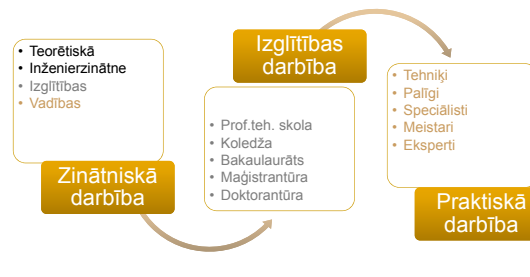 Teorētiskā
Inženierzinātne
Izglītības
Vadības
Zinātniskā
darbība
Izglītības
darbība
Prof.teh. skola
Koledža
Bakaulaurāts
Maģistrantūra
Doktorantūra
Tehniķi
Palīgi
Speciālisti
Meistari
Eksperti
Praktiskā
darbība